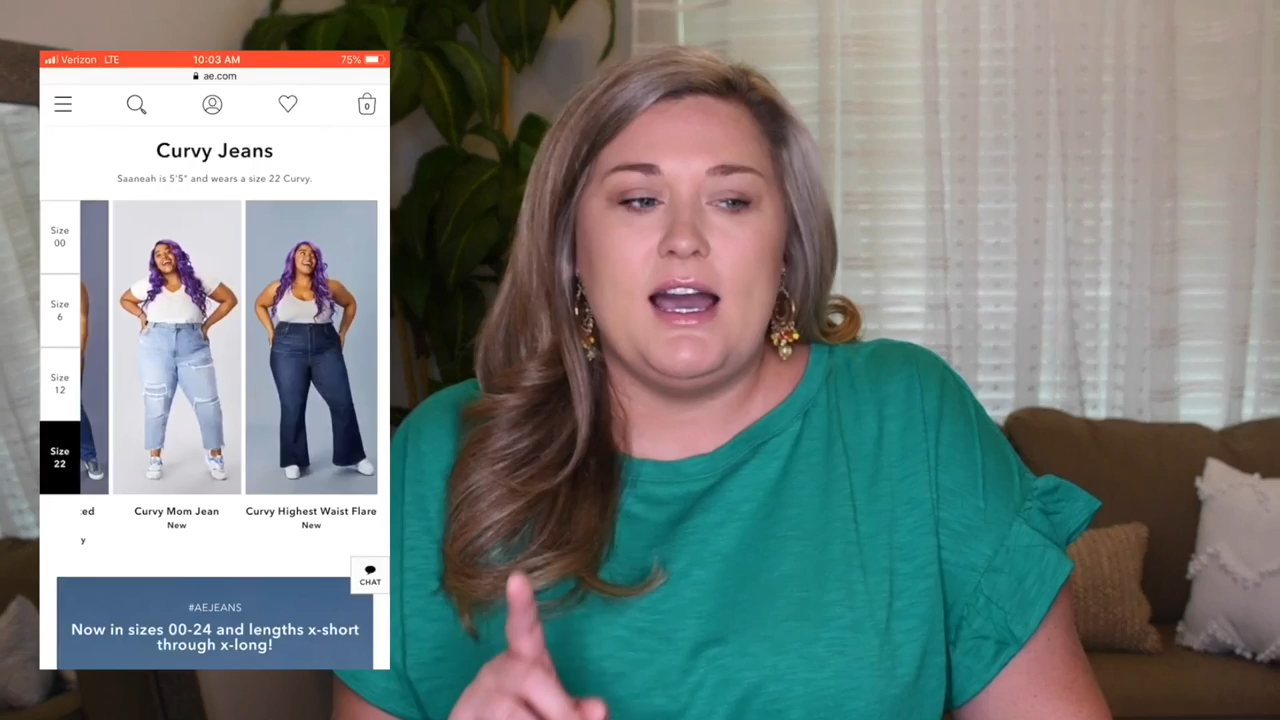 Verizon LTE 10:03 AM 75%
ae.com
0
Curvy Jeans
Saaneah is 5'5" and wears a size 22 Curvy.
Size
00
Size
6
Size
12
Size
22
ed
y
Curvy Mom Jean
New
Curvy Highest Waist Flare
New
CHAT
#AEJEANS
Now in sizes 00-24 and lengths x-short
through x-long!